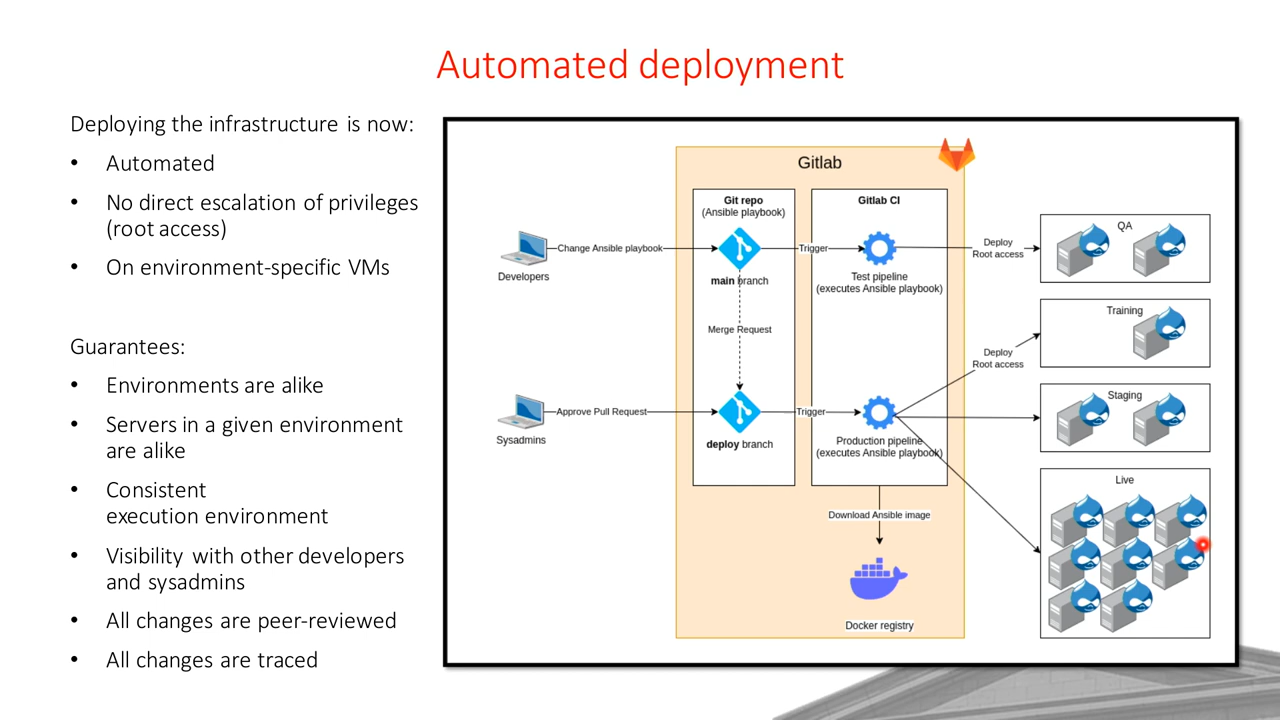 Automated deployment
Deploying the infrastructure is now:
• Automated
• No direct escalation of privileges
(root access)
• On environment-specific VMs
Guarantees:
• Environments are alike
• Servers in a given environment
are alike
• Consistent
execution environment
• Visibility with other developers
and sysadmins
• All changes are peer-reviewed
• All changes are traced
Gitlab
Git repo
(Ansible playbook)
Gitlab CI
Developers
Change Ansible playbook
main branch
Trigger
Test pipeline
(executes Ansible playbook)
Deploy
Root access
QA
Merge Request
Training
Deploy
Root access
Sysadmins
Approve Pull Request
deploy branch
Trigger
Production pipeline
(executes Ansible playbook)
Staging
Live
Download Ansible image
Docker registry